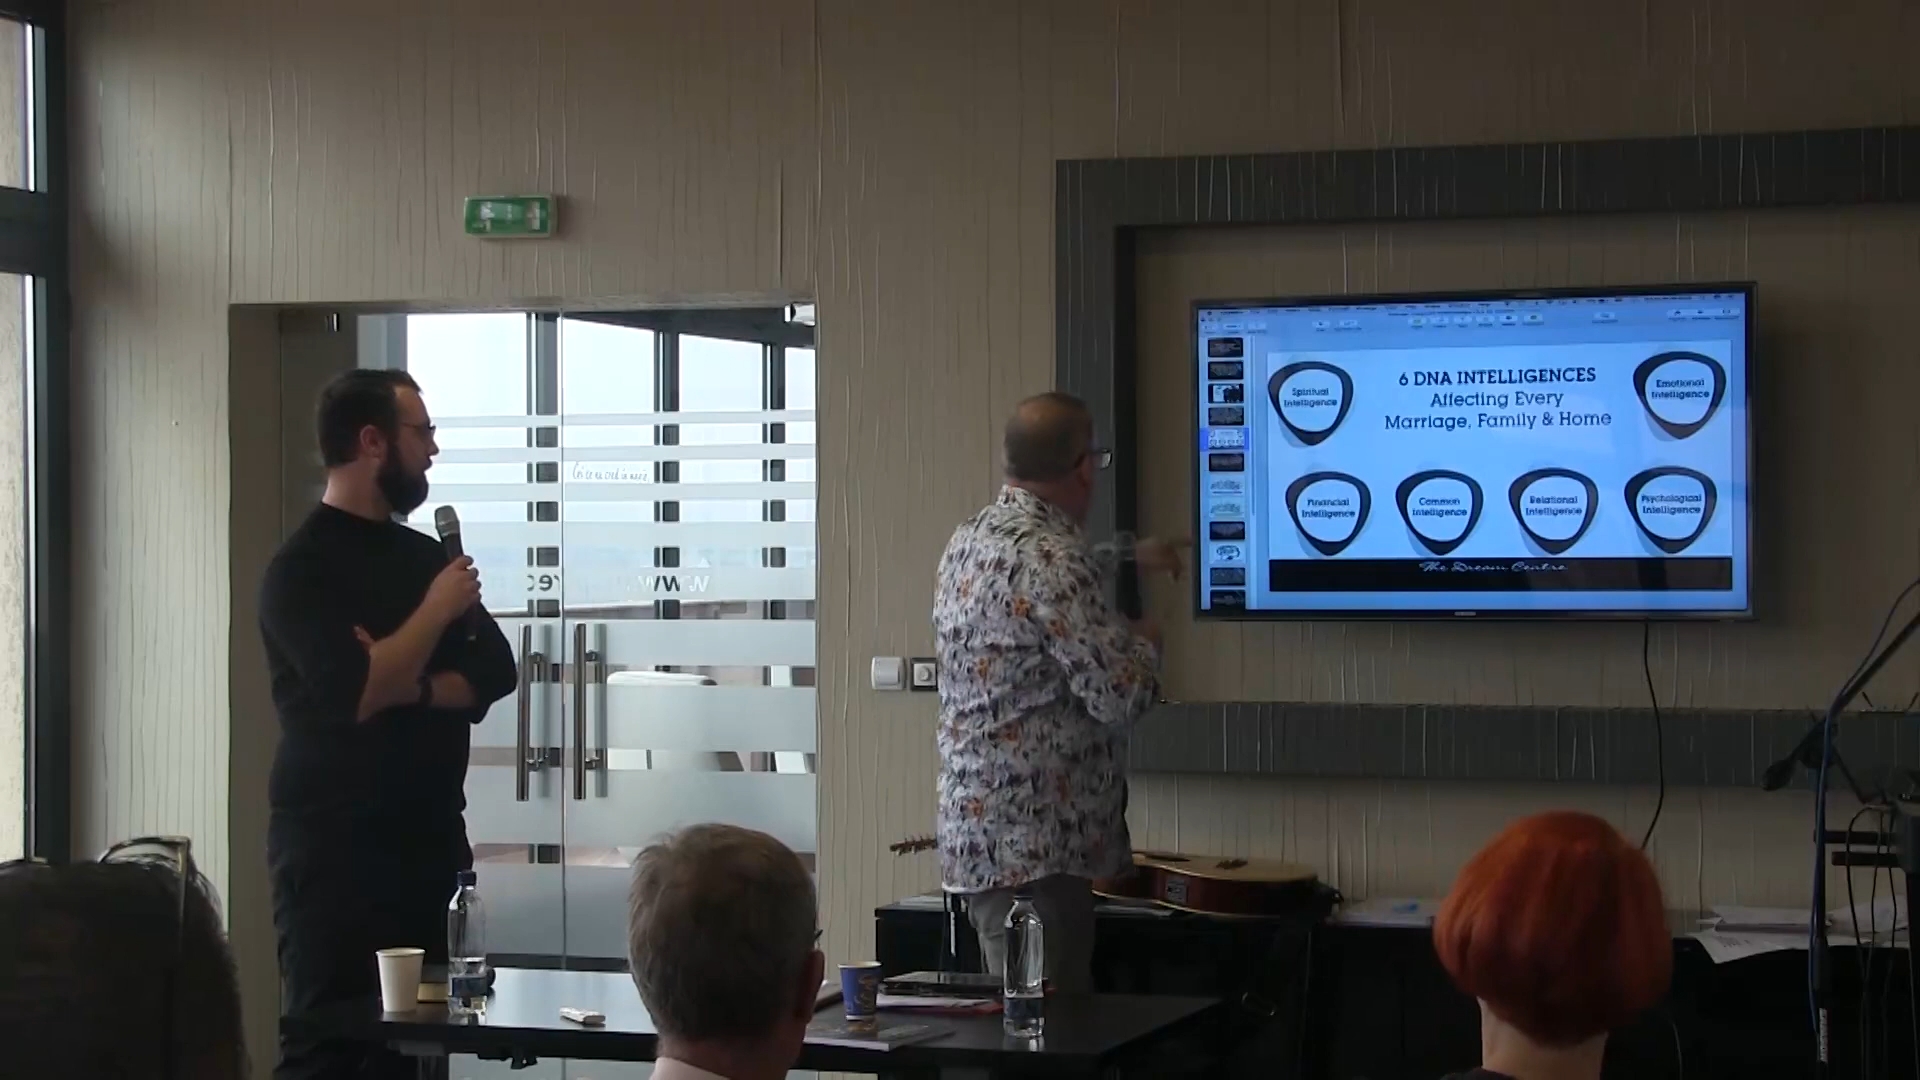 Spiritual
Intelligence
6 DNA INTELLIGENCES
Affecting Every
Marriage, Family & Home
Emotional
Intelligence
Financial
Intelligence
Common
Intelligence
Relational
Intelligence
Psychological
Intelligence
The Dream Centre